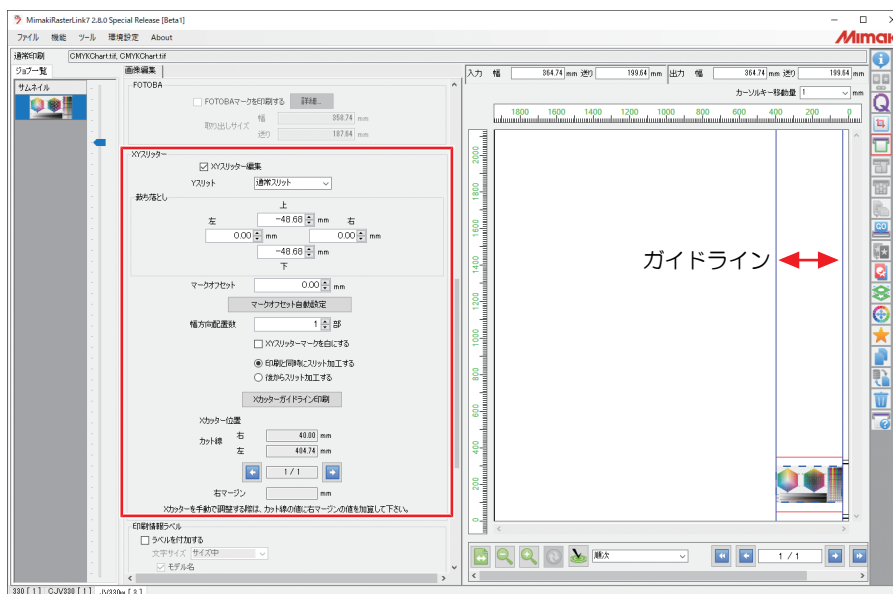 MimakiRasterLink7 2.8.0 Special Release [Beta1]
ファイル 機能 ツール 環境設定 About
Mimaki
通常印刷 CMYKChart.tif, CMYKChart.tif
ジョブ一覧
サムネイル
画像編集
FOTOBA
FOTOBAマークを印刷する 詳細...
取り出しサイズ 幅 358.74 mm
送り 187.64 mm
XYスリッター
XYスリッター編集
Yスリット 通常スリット
裁ち落とし
上
左 -48.68 mm 右
0.00 mm 0.00 mm
-48.68 mm
下
マークオフセット 0.00 mm
マークオフセット自動設定
幅方向配置数 1 部
XYスリッターマークを白にする
印刷と同時にスリット加工する
後からスリット加工する
Xカッターガイドライン印刷
Xカッター位置
カット線 右 40.00 mm
左 404.74 mm
1 / 1
右マージン mm
Xカッターを手動で調整する際は、カット線の値に右マージンの値を加算して下さい。
印刷情報ラベル
ラベルを付加する
文字サイズ サイズ中
モデル名
入力 幅 364.74 mm 送り 199.64 mm 出力 幅 364.74 mm 送り 199.64 mm
カーソルキー移動量 1 mm
1800 1600 1400 1200 1000 800 600 400 200 0
2000
1800
1600
1400
1200
1000
800
600
400
200
0
ガイドライン
順次 1 / 1
330 [ 1 ] CJV330 [ 1 ] JV330w [ 3 ]